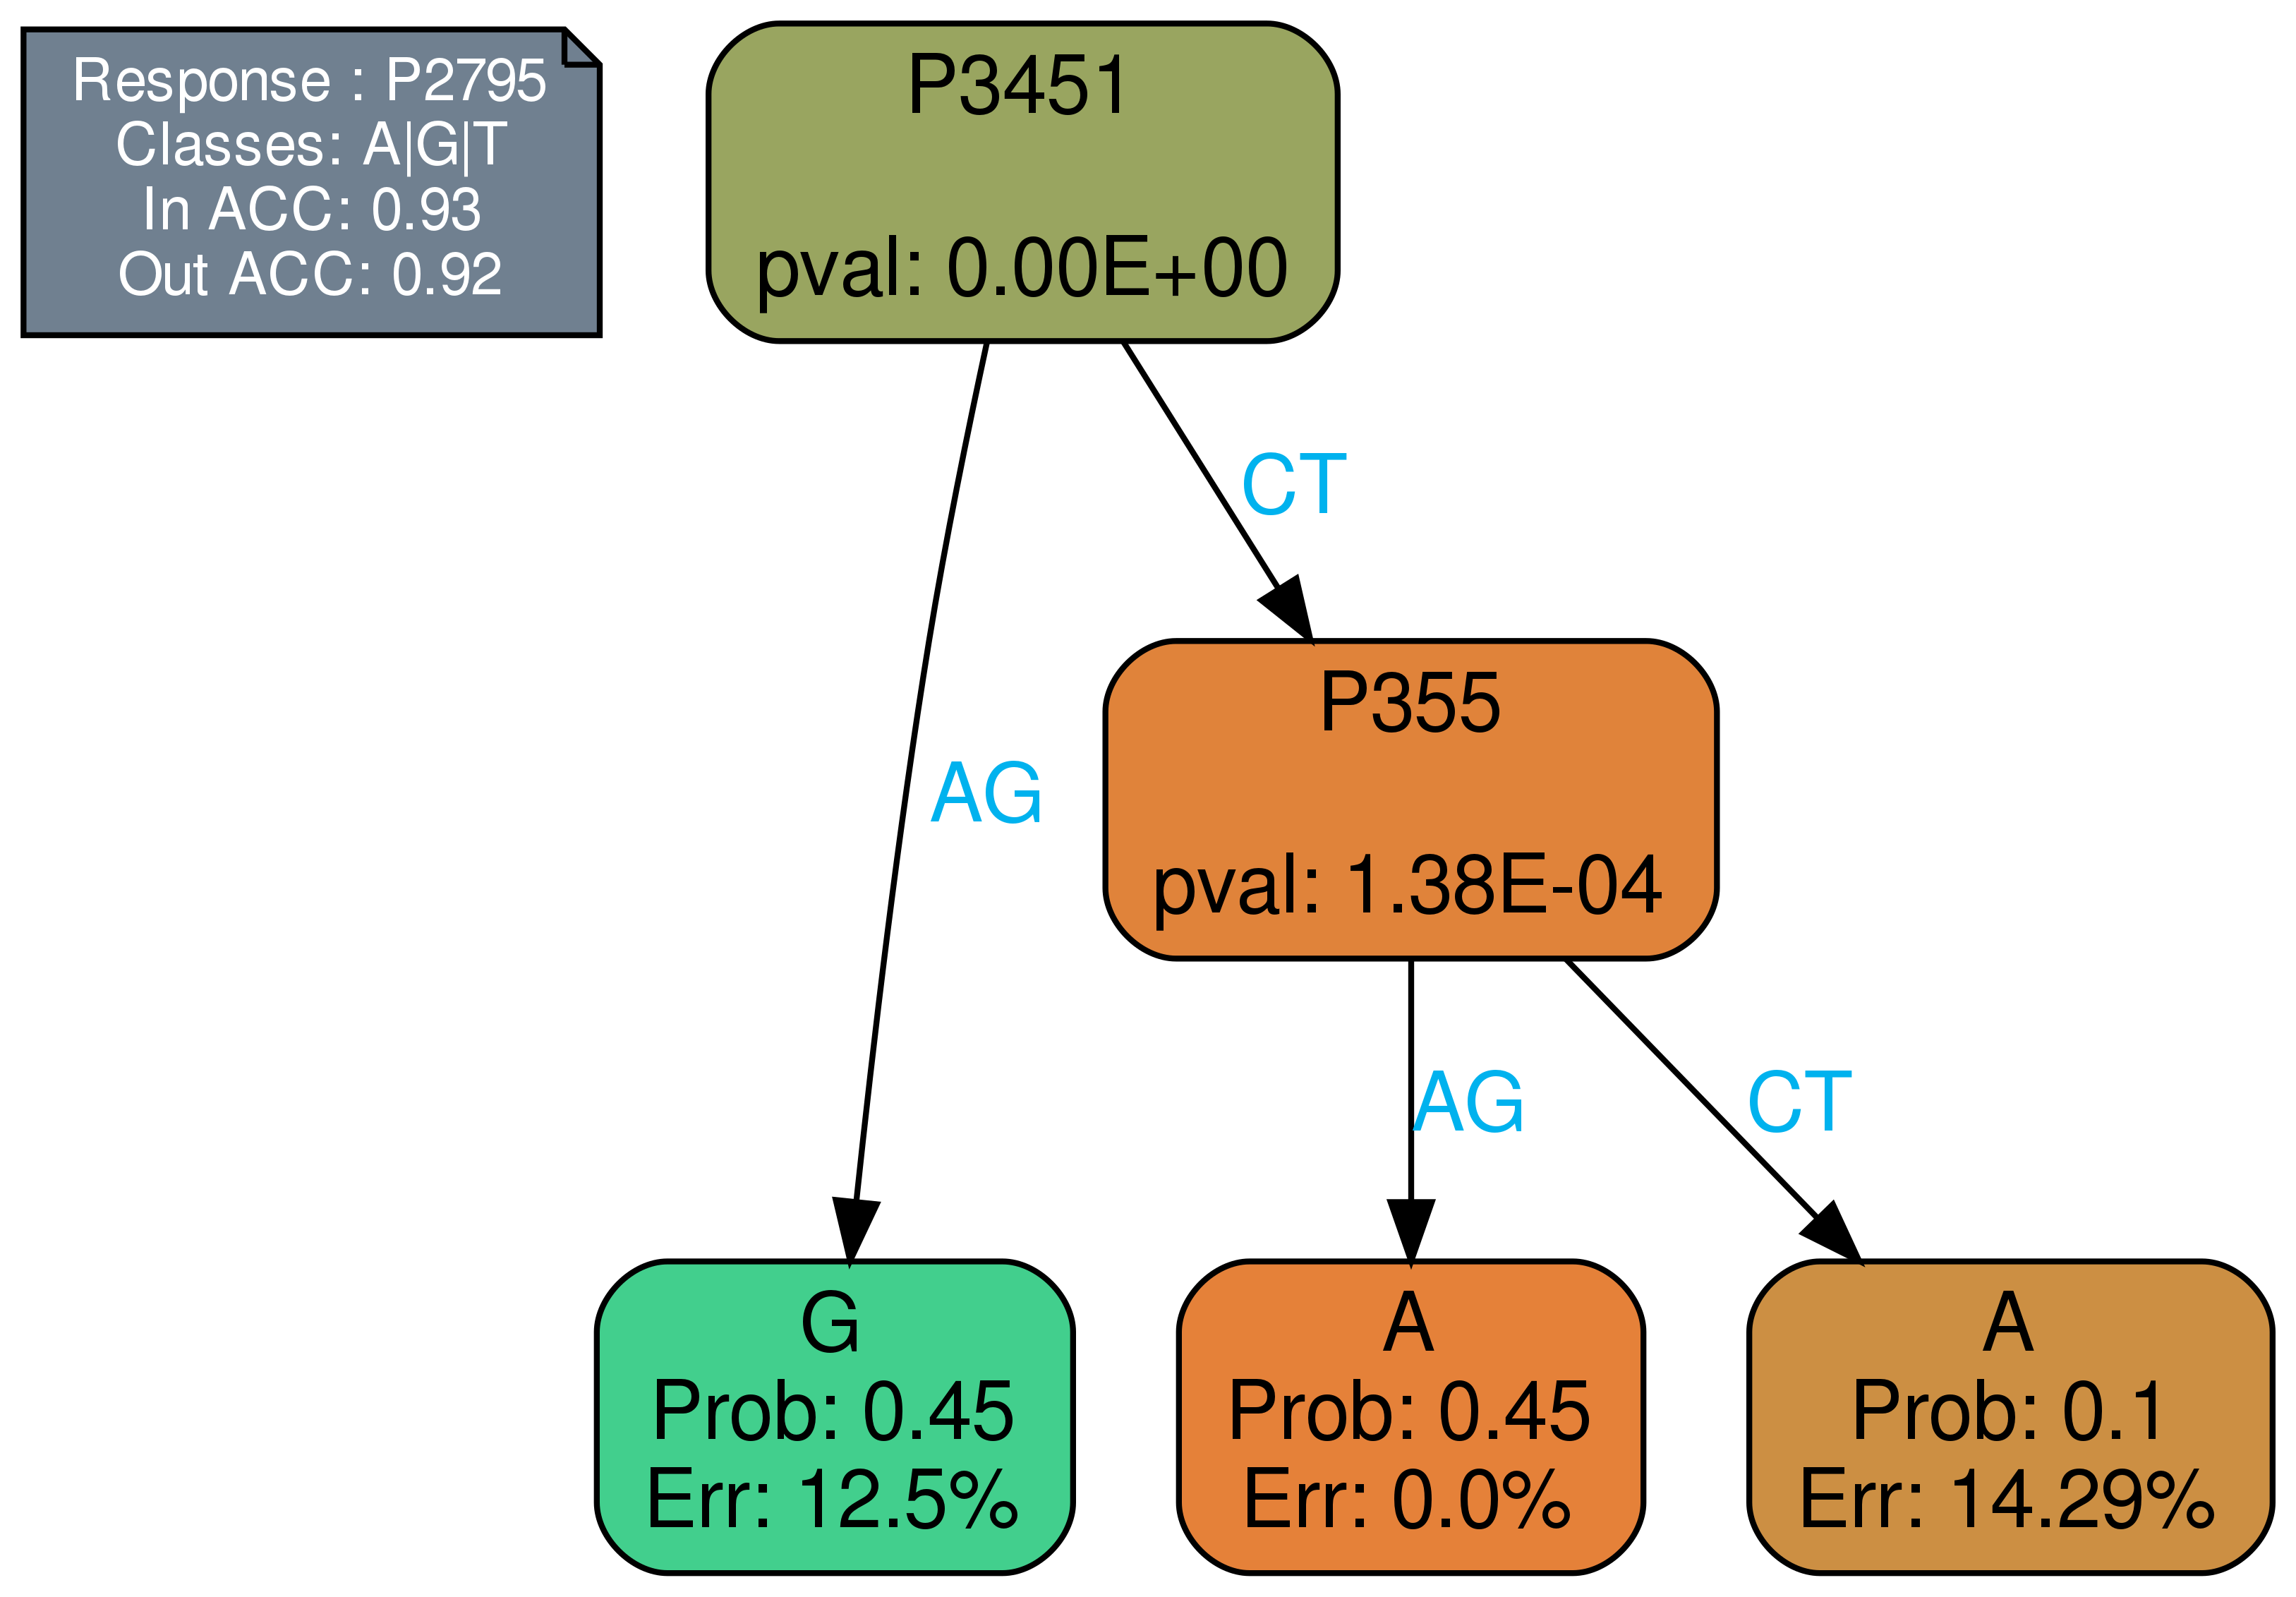 Response : P2795
Classes: A|G|T
In ACC: 0.93
Out ACC: 0.92
P3451
pval: 0.00E+00
CT
P355
pval: 1.38E-04
AG
AG
CT
G
Prob: 0.45
Err: 12.5%
A
Prob: 0.45
Err: 0.0%
A
Prob: 0.1
Err: 14.29%